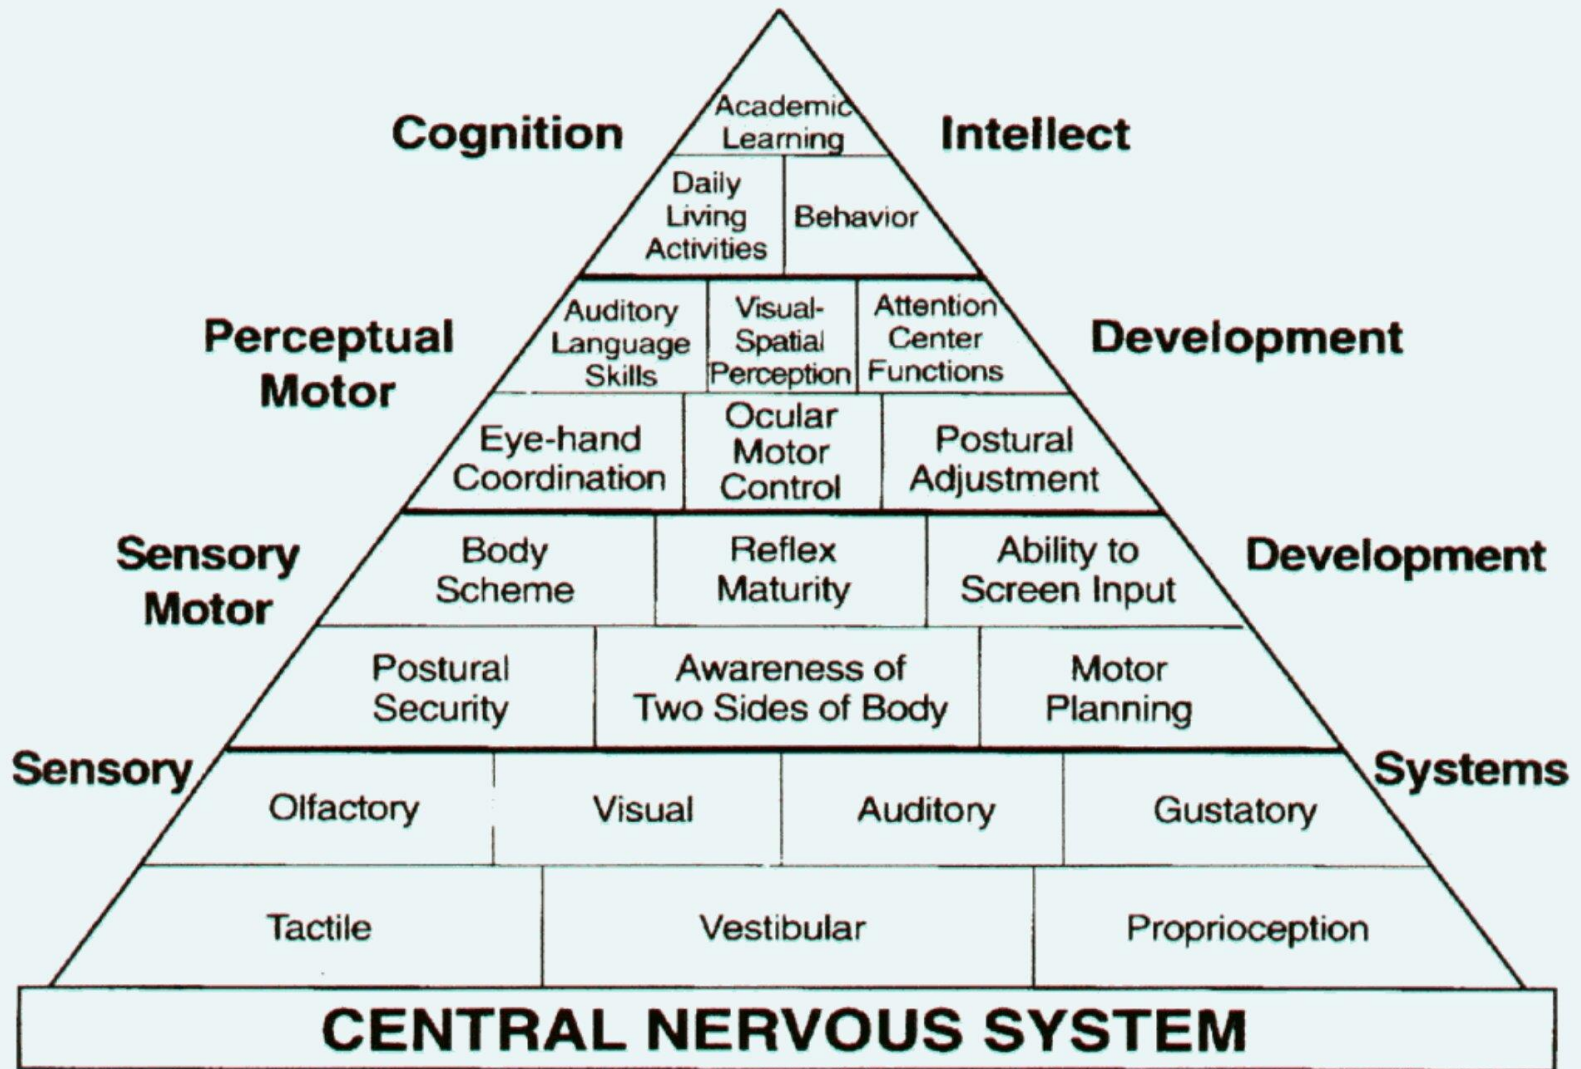 Academic
Learning
Cognition
Intellect
Daily
Living
Activities
Behavior
Auditory
Language
Skills
Visual-
Spatial
Perception
Attention
Center
Functions
Perceptual
Motor
Development
Eye-hand
Coordination
Ocular
Motor
Control
Postural
Adjustment
Sensory
Motor
Body
Scheme
Reflex
Maturity
Ability to
Screen Input
Development
Postural
Security
Awareness of
Two Sides of Body
Motor
Planning
Sensory
Systems
Olfactory
Visual
Auditory
Gustatory
Tactile
Vestibular
Proprioception
CENTRAL NERVOUS SYSTEM